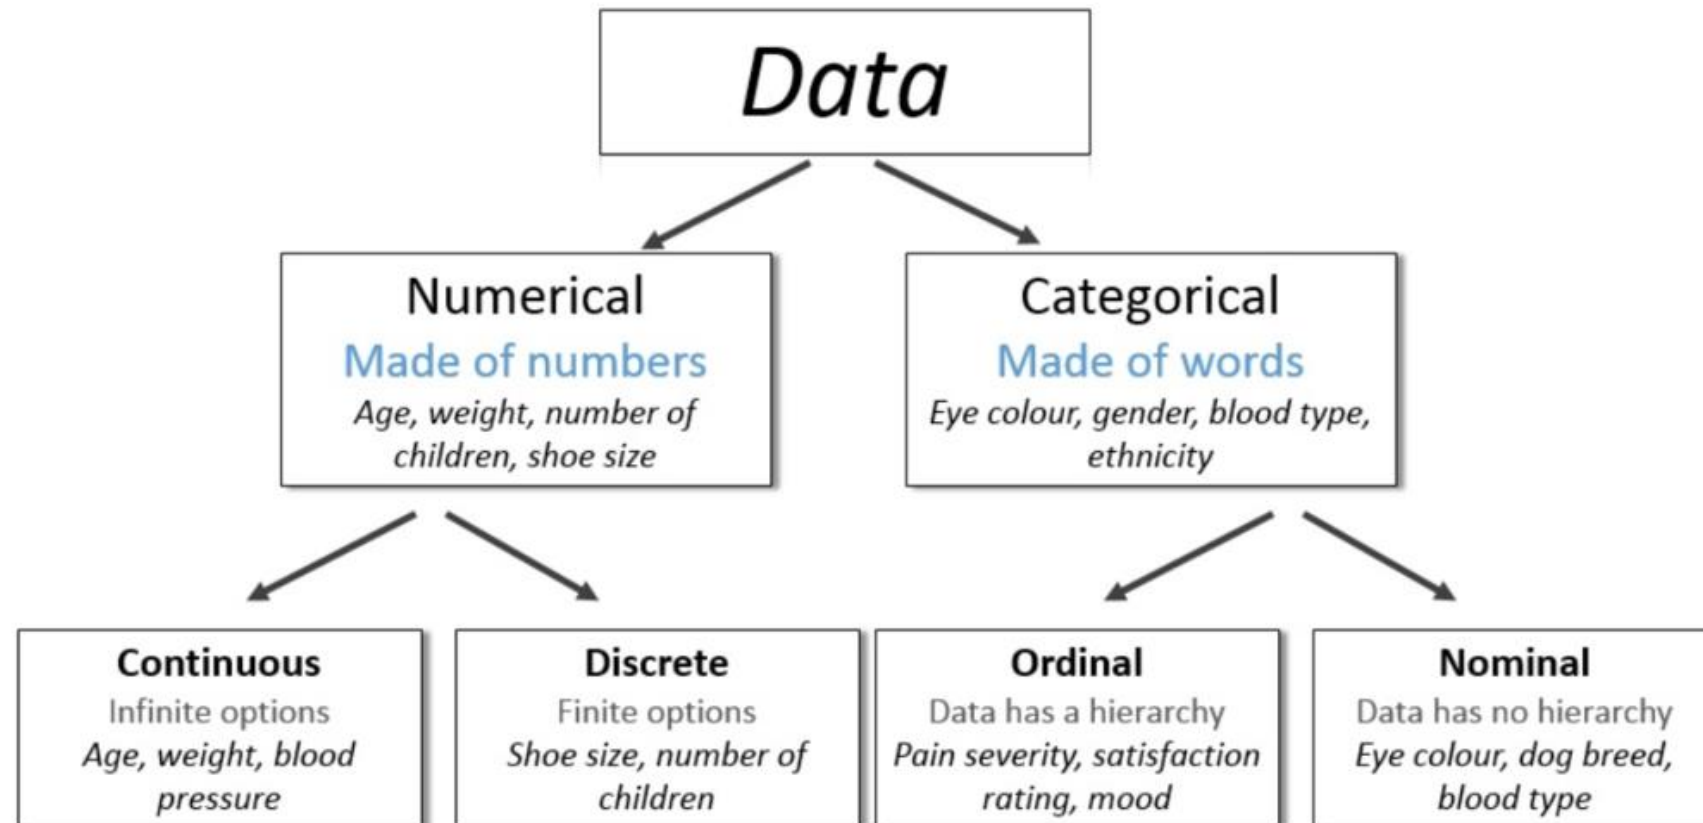 Data
Numerical
Made of numbers
Age, weight, number of
children, shoe size
Categorical
Made of words
Eye colour, gender, blood type,
ethnicity
Continuous
Infinite options
Age, weight, blood
pressure
Discrete
Finite options
Shoe size, number of
children
Ordinal
Data has a hierarchy
Pain severity, satisfaction
rating, mood
Nominal
Data has no hierarchy
Eye colour, dog breed,
blood type